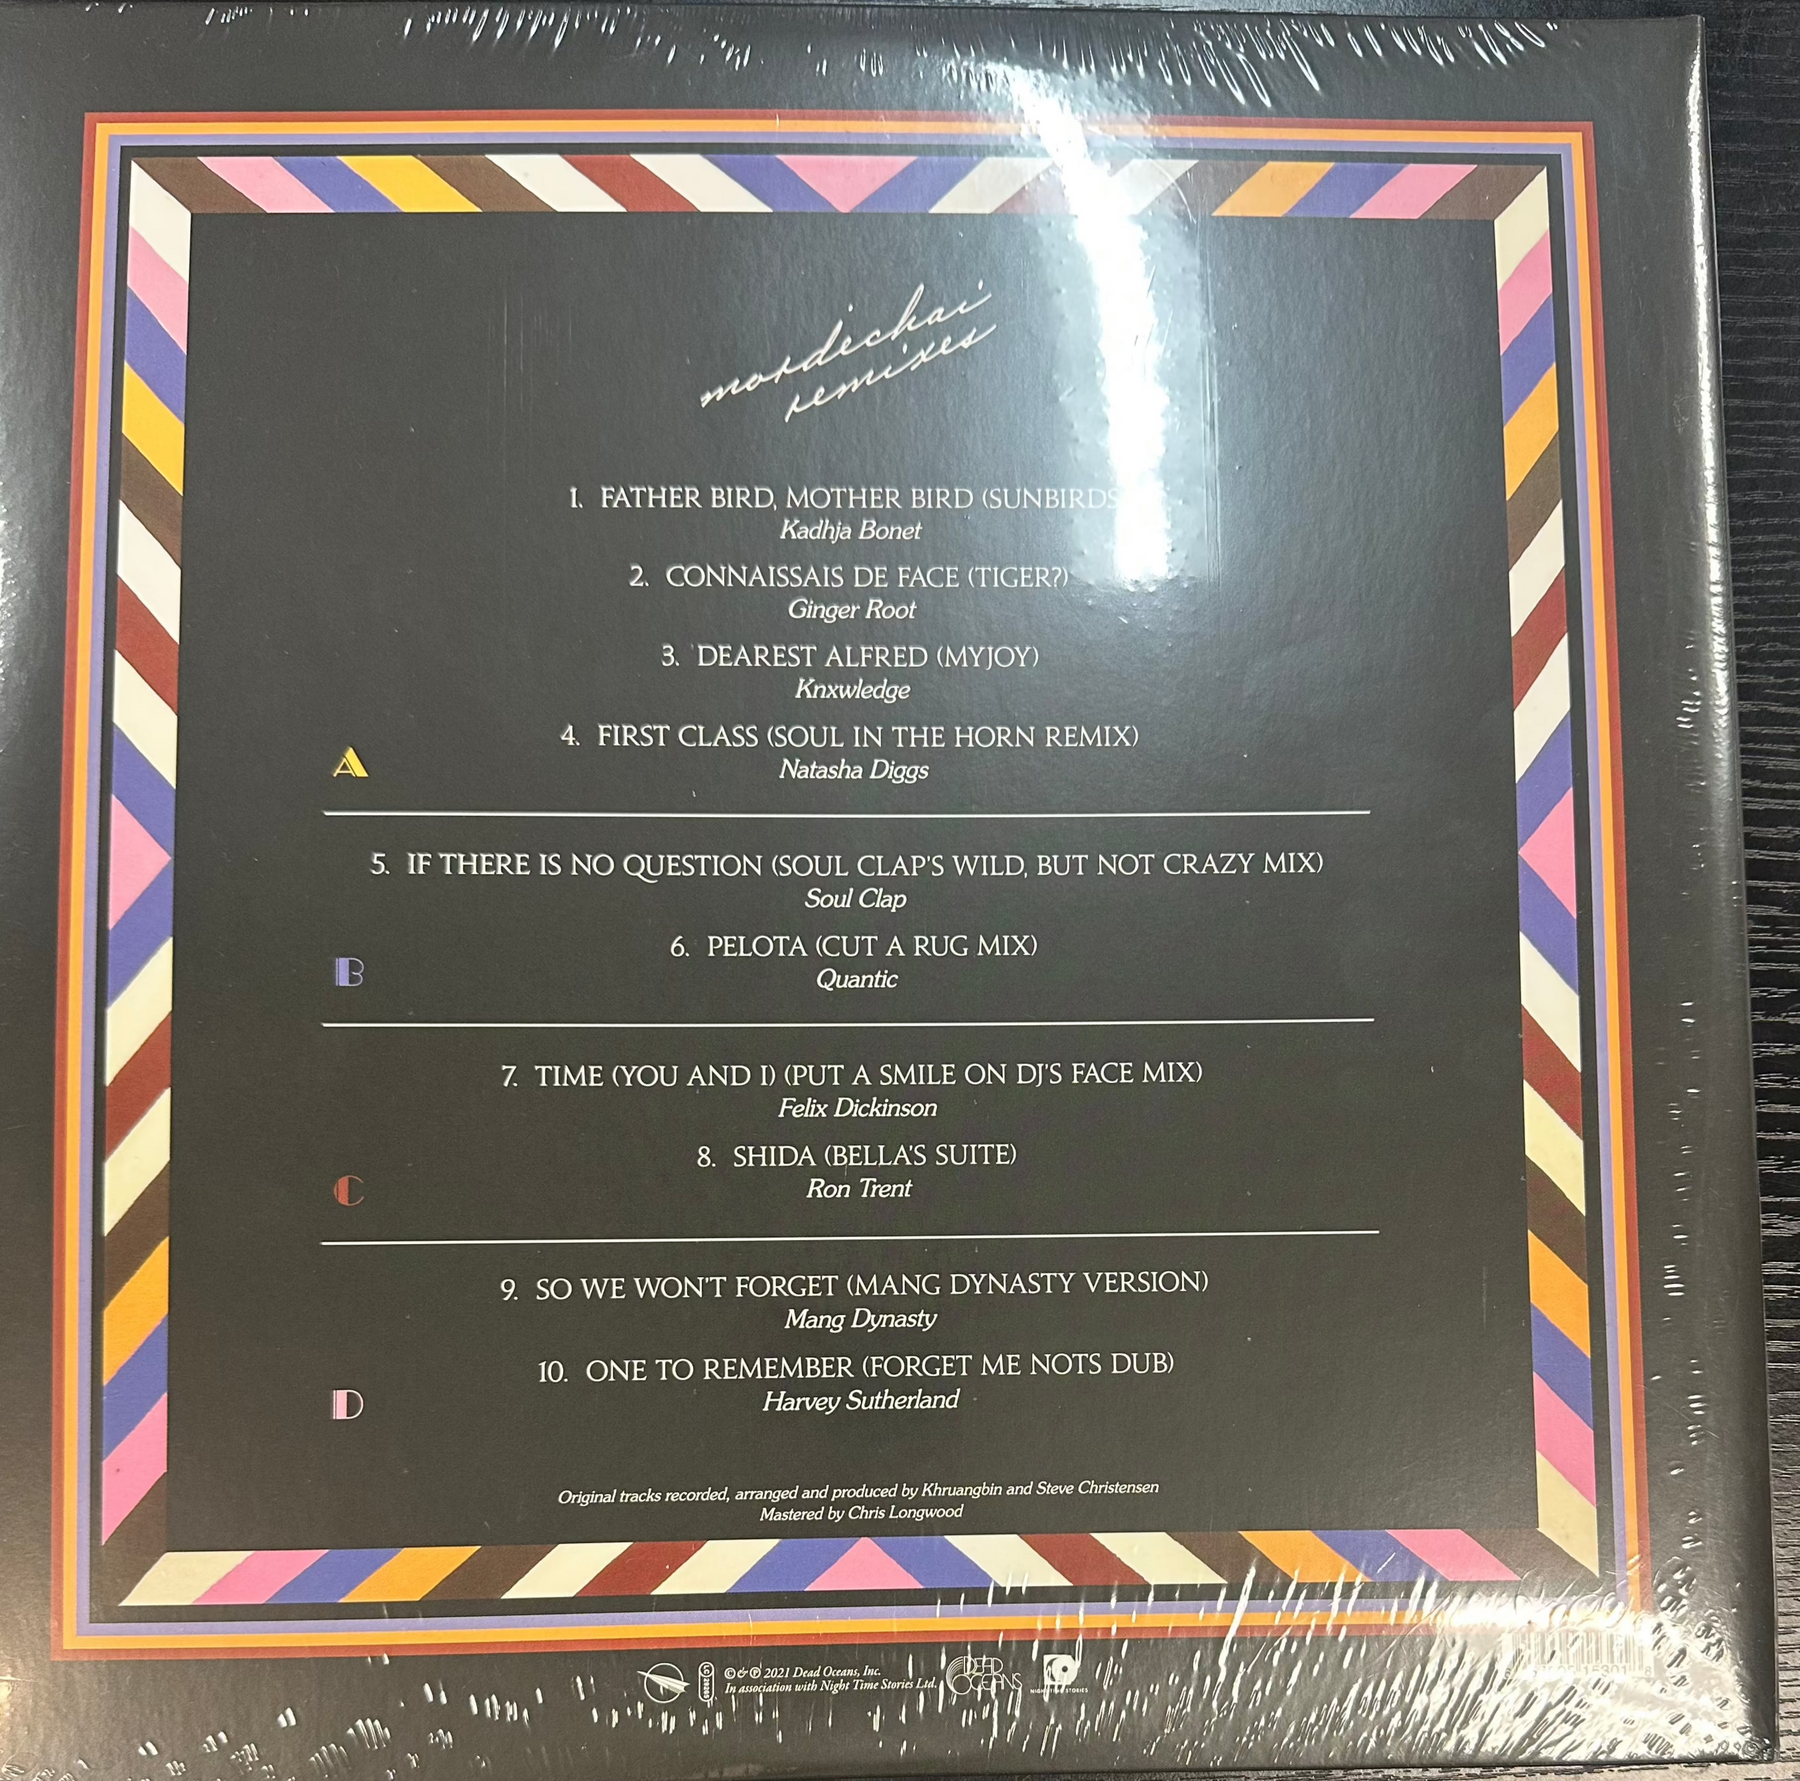 mordechai
remixes
1. FATHER BIRD, MOTHER BIRD (SUNBIRDS
Kadhja Bonet
2. CONNAISSAIS DE FACE (TIGER?)
Ginger Root
3. DEAREST ALFRED (MYJOY)
Knxwledge
4. FIRST CLASS (SOUL IN THE HORN REMIX)
Natasha Diggs
A
5. IF THERE IS NO QUESTION (SOUL CLAP'S WILD, BUT NOT CRAZY MIX)
Soul Clap
6. PELOTA (CUT A RUG MIX)
Quantic
B
7. TIME (YOU AND I) (PUT A SMILE ON DJ'S FACE MIX)
Felix Dickinson
8. SHIDA (BELLA'S SUITE)
Ron Trent
C
9. SO WE WON'T FORGET (MANG DYNASTY VERSION)
Mang Dynasty
10. ONE TO REMEMBER (FORGET ME NOTS DUB)
Harvey Sutherland
D
Original tracks recorded, arranged and produced by Khruangbin and Steve Christensen
Mastered by Chris Longwood
©&℗ 2021 Dead Oceans, Inc.
In association with Night Time Stories Ltd.
DEAD
OCEANS